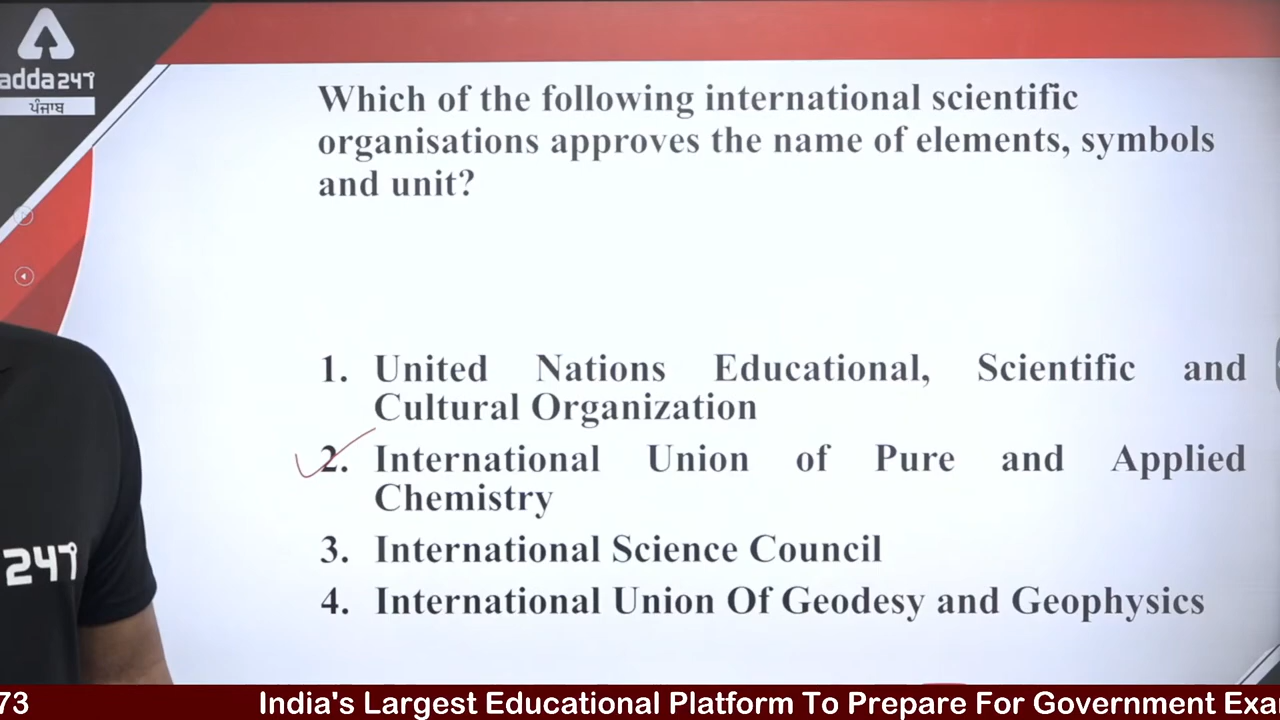 adda247
ਪੰਜਾਬ
Which of the following international scientific
organisations approves the name of elements, symbols
and unit?
1. United Nations Educational, Scientific and
Cultural Organization
2. International Union of Pure and Applied
Chemistry
3. International Science Council
4. International Union Of Geodesy and Geophysics
247
73
India's Largest Educational Platform To Prepare For Government Exa